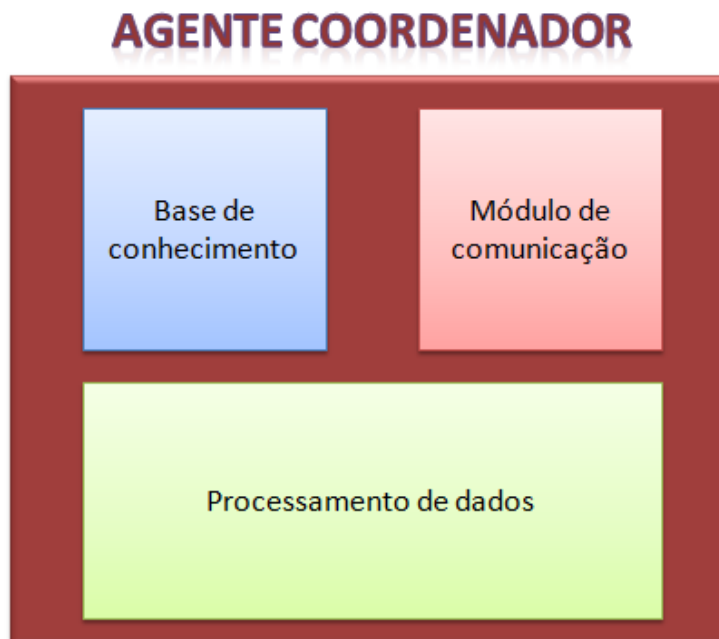 AGENTE COORDENADOR
Base de
conhecimento
Módulo de
comunicação
Processamento de dados